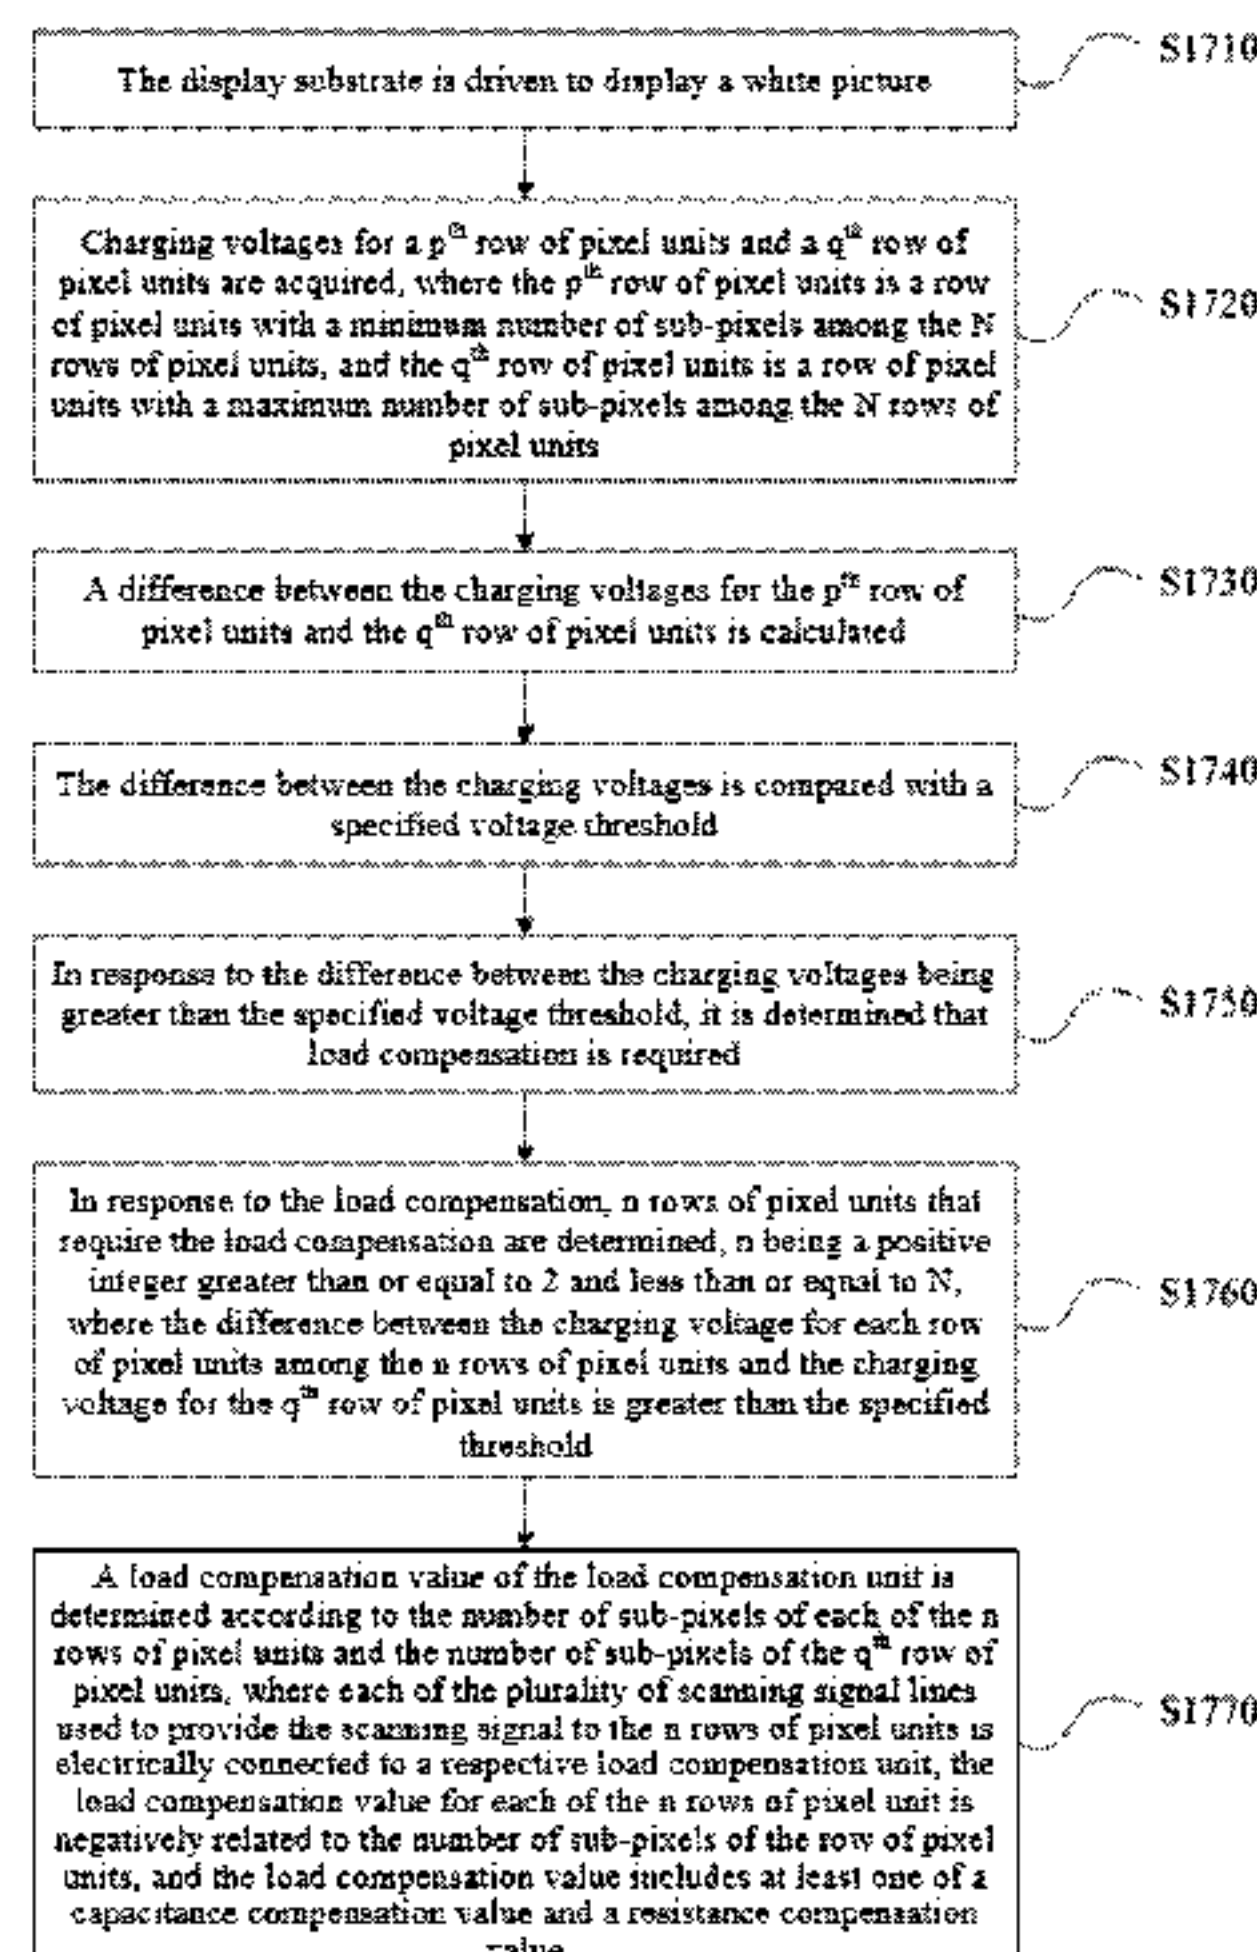 The display substrate is driven to display a white picture
S1710
Charging voltages for a pth row of pixel units and a qth row of
pixel units are acquired, where the pth row of pixel units is a row
of pixel units with a minimum number of sub-pixels among the N
rows of pixel units, and the qth row of pixel units is a row of pixel
units with a maximum number of sub-pixels among the N rows of
pixel units
S1720
A difference between the charging voltages for the pth row of
pixel units and the qth row of pixel units is calculated
S1730
The difference between the charging voltages is compared with a
specified voltage threshold
S1740
In response to the difference between the charging voltages being
greater than the specified voltage threshold, it is determined that
load compensation is required
S1750
In response to the load compensation, n rows of pixel units that
require the load compensation are determined, n being a positive
integer greater than or equal to 2 and less than or equal to N,
where the difference between the charging voltage for each row
of pixel units among the n rows of pixel units and the charging
voltage for the qth row of pixel units is greater than the specified
threshold
S1760
A load compensation value of the load compensation unit is
determined according to the number of sub-pixels of each of the n
rows of pixel units and the number of sub-pixels of the qth row of
pixel units, where each of the plurality of scanning signal lines
used to provide the scanning signal to the n rows of pixel units is
electrically connected to a respective load compensation unit, the
load compensation value for each of the n rows of pixel unit is
negatively related to the number of sub-pixels of the row of pixel
units, and the load compensation value includes at least one of a
capacitance compensation value and a resistance compensation
value
S1770